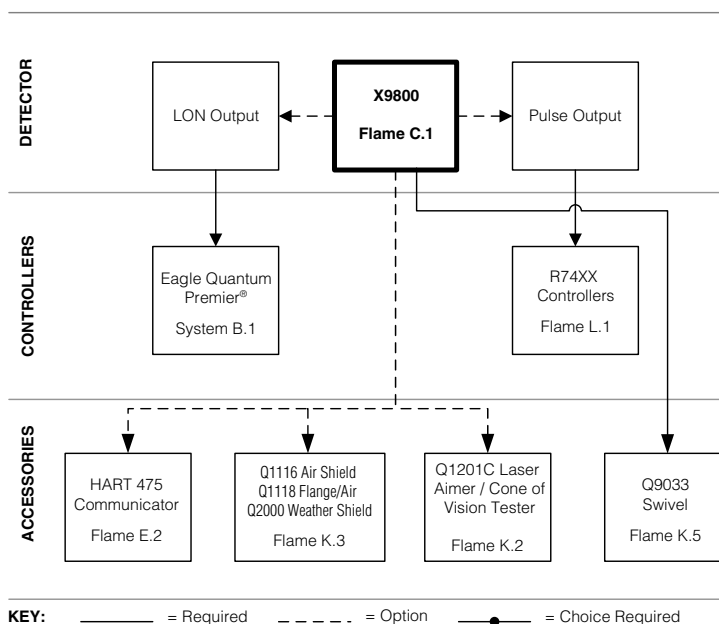 DETECTOR
LON Output
X9800
Flame C.1
Pulse Output
CONTROLLERS
Eagle Quantum
Premier®
System B.1
R74XX
Controllers
Flame L.1
ACCESSORIES
HART 475
Communicator
Flame E.2
Q1116 Air Shield
Q1118 Flange/Air
Q2000 Weather Shield
Flame K.3
Q1201C Laser
Aimer / Cone of
Vision Tester
Flame K.2
Q9033
Swivel
Flame K.5
KEY: = Required = Option = Choice Required